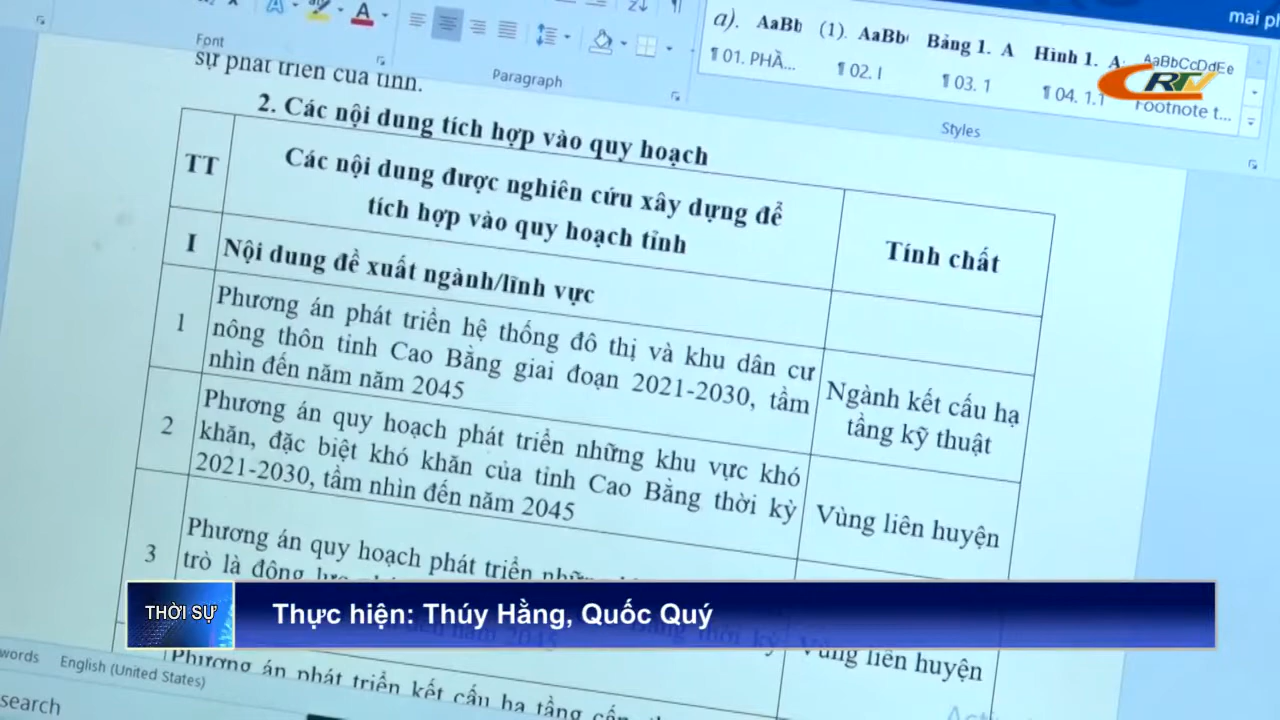 mai ph
Font
Paragraph
a). AaBb (1). AaBb Bảng 1. A Hình 1. A AaBbCcDdEe
¶ 01. PHẦ... ¶ 02. I ¶ 03. 1 ¶ 04. 1.1 Footnote t...
Styles
CRTV
sự phát triển của tỉnh.
2. Các nội dung tích hợp vào quy hoạch
TT
Các nội dung được nghiên cứu xây dựng để
tích hợp vào quy hoạch tỉnh
Tính chất
I
Nội dung đề xuất ngành/lĩnh vực
1
Phương án phát triển hệ thống đô thị và khu dân cư
nông thôn tỉnh Cao Bằng giai đoạn 2021-2030, tầm
nhìn đến năm năm 2045
Ngành kết cấu hạ
tầng kỹ thuật
2
Phương án quy hoạch phát triển những khu vực khó
khăn, đặc biệt khó khăn của tỉnh Cao Bằng thời kỳ
2021-2030, tầm nhìn đến năm 2045
Vùng liên huyện
3
Phương án quy hoạch phát triển những
trò là động lực
Vùng liên huyện
THỜI SỰ
Thực hiện: Thúy Hằng, Quốc Quý
Phương án phát triển kết cấu hạ tầng
words English (United States)
search